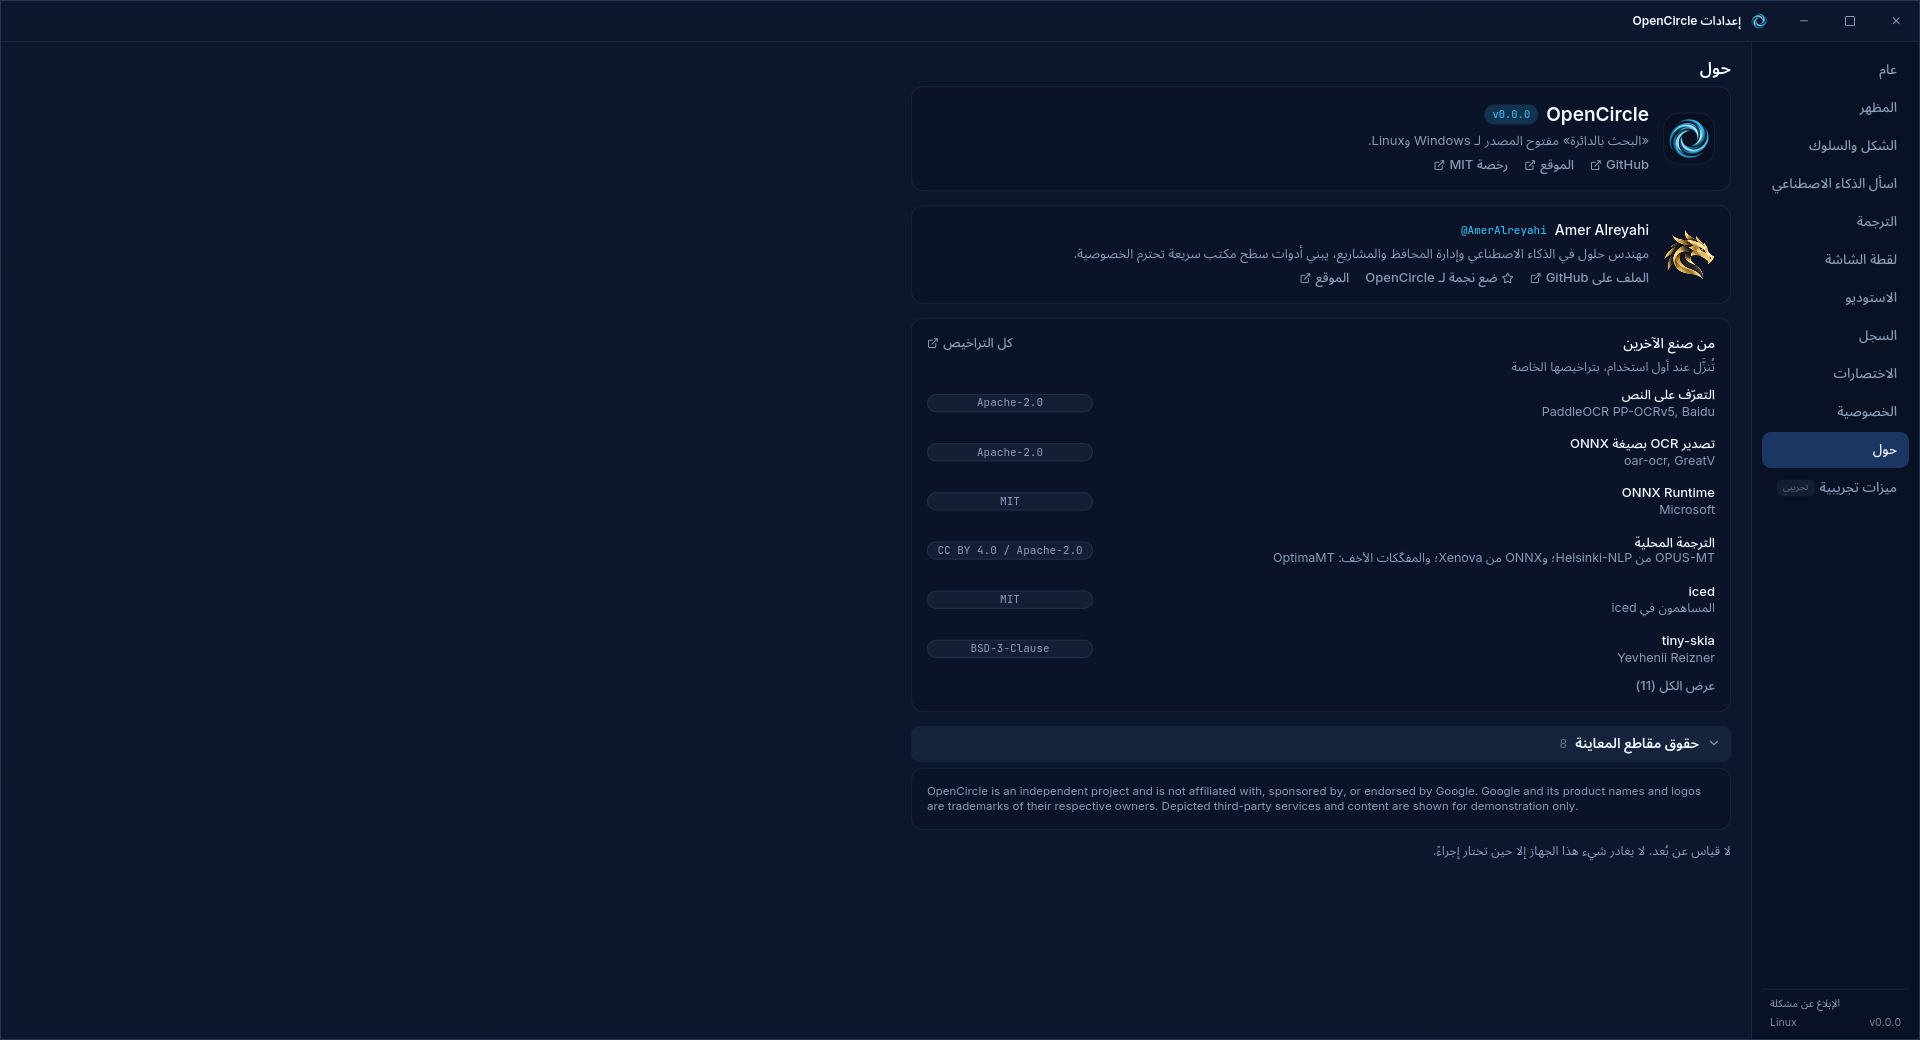 إعدادات OpenCircle
عام
المظهر
الشكل والسلوك
اسأل الذكاء الاصطناعي
الترجمة
لقطة الشاشة
الاستوديو
السجل
الاختصارات
الخصوصية
حول
ميزات تجريبية تجريبي
الإبلاغ عن مشكلة
v0.0.0 Linux
حول
OpenCircle v0.0.0
«البحث بالدائرة» مفتوح المصدر لـ Windows وLinux.
GitHub الموقع رخصة MIT
Amer Alreyahi @AmerAlreyahi
مهندس حلول في الذكاء الاصطناعي وإدارة المحافظ والمشاريع، يبني أدوات سطح مكتب سريعة تحترم الخصوصية.
الملف على GitHub ضع نجمة لـ OpenCircle الموقع
من صنع الآخرين كل التراخيص
تُنزَّل عند أول استخدام، بتراخيصها الخاصة
التعرّف على النص
PaddleOCR PP-OCRv5, Baidu
Apache-2.0
تصدير OCR بصيغة ONNX
oar-ocr, GreatV
Apache-2.0
ONNX Runtime
Microsoft
MIT
الترجمة المحلية
OPUS-MT من Helsinki-NLP؛ وONNX من Xenova؛ والمفكّكات الأخف: OptimaMT
CC BY 4.0 / Apache-2.0
iced
المساهمون في iced
MIT
tiny-skia
Yevhenii Reizner
BSD-3-Clause
عرض الكل (11)
حقوق مقاطع المعاينة 8
OpenCircle is an independent project and is not affiliated with, sponsored by, or endorsed by Google. Google and its product names and logos
are trademarks of their respective owners. Depicted third-party services and content are shown for demonstration only.
لا قياس عن بُعد. لا يغادر شيء هذا الجهاز إلا حين تختار إجراءً.